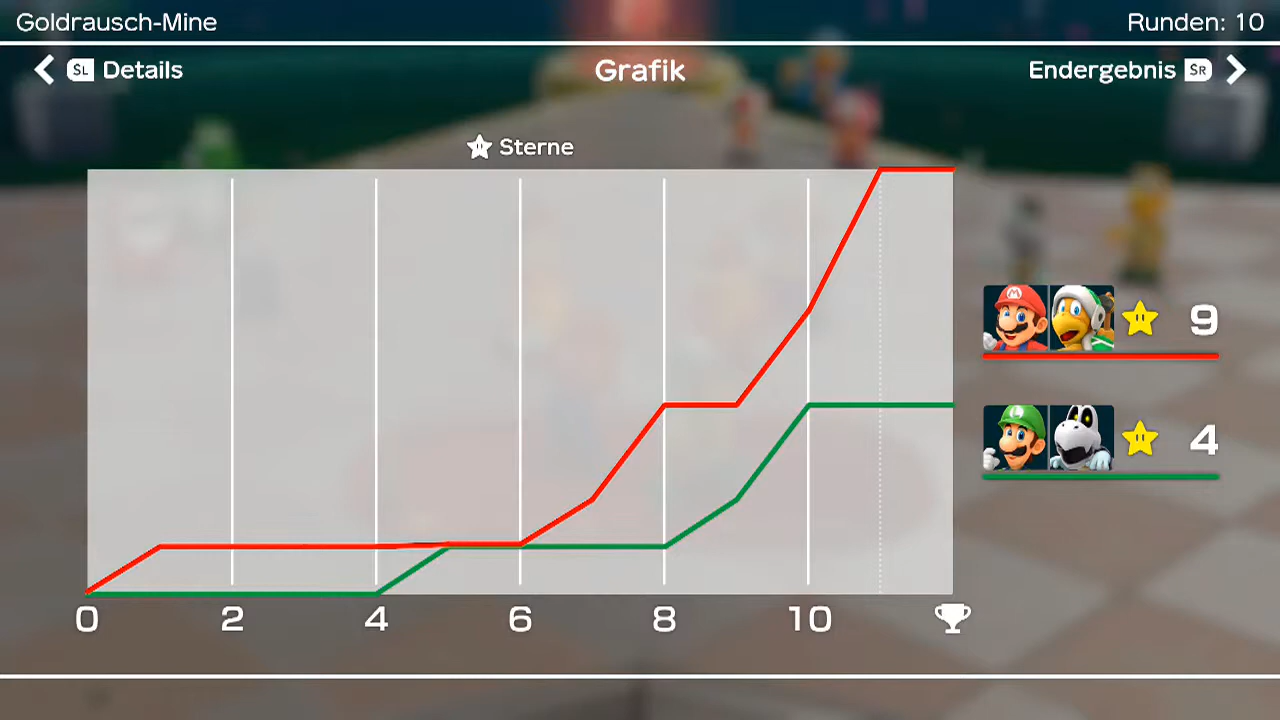 Goldrausch-Mine
Runden: 10
SL Details
Grafik
Endergebnis SR
Sterne
9
4
0 2 4 6 8 10